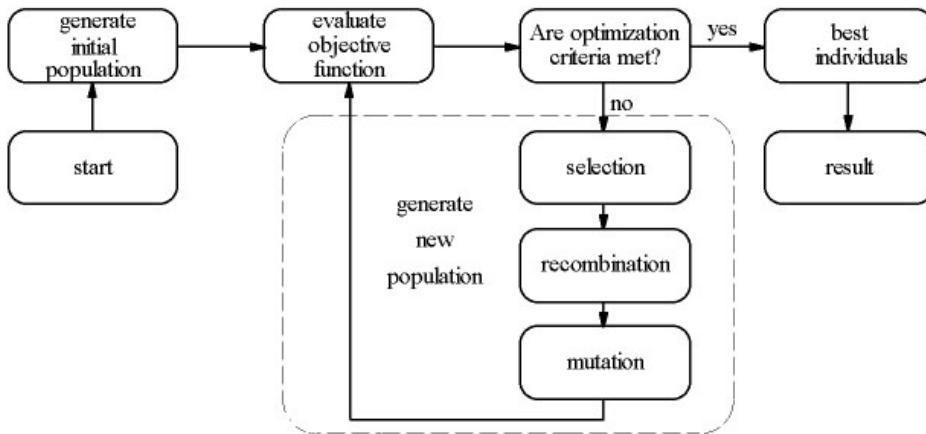 generate
initial
population
evaluate
objective
function
Are optimization
criteria met?
yes
best
individuals
no
start
selection
result
generate
new
population
recombination
mutation